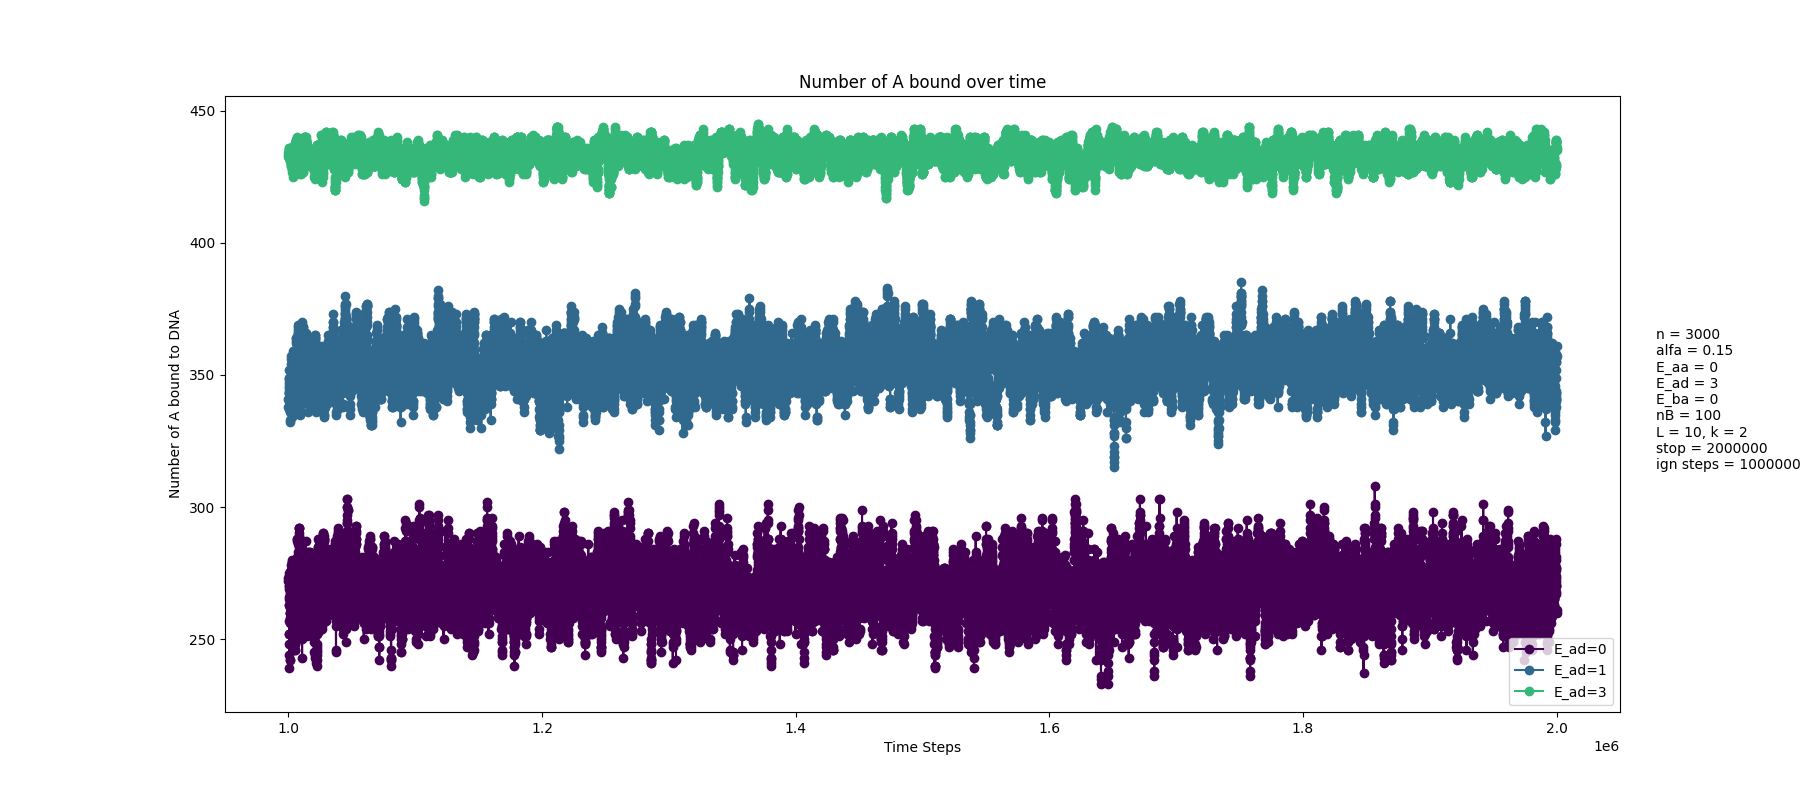 Number of A bound over time
Number of A bound to DNA
450
400
350
300
250
1.0
1.2
1.4
1.6
1.8
2.0
1e6
Time Steps
E_ad=0
E_ad=1
E_ad=3
n = 3000
alfa = 0.15
E_aa = 0
E_ad = 3
E_ba = 0
nB = 100
L = 10, k = 2
stop = 2000000
ign steps = 1000000